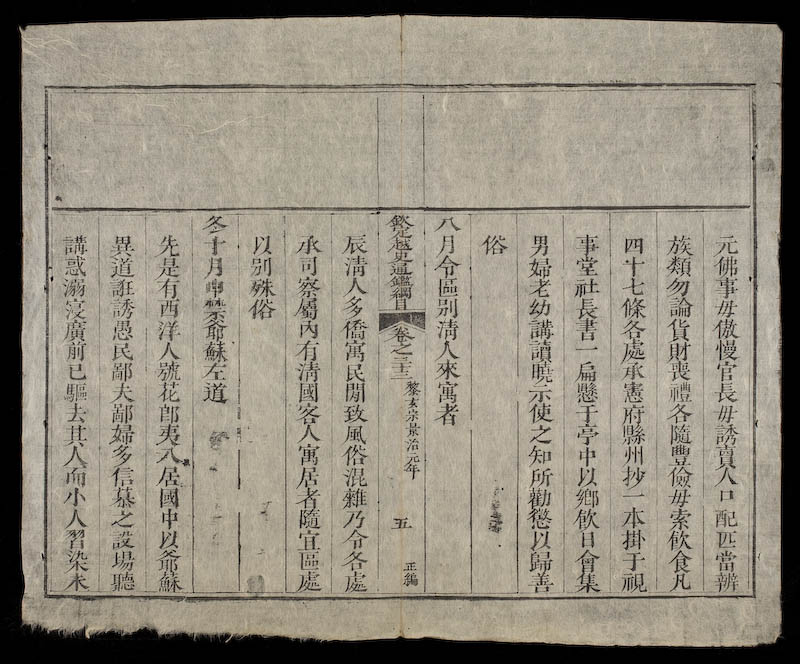 元佛事毋傲慢官長毋誘賣人口配匹當辨
族類勿論貨財喪禮各隨豐儉毋索飲食凡
四十七條各處承憲府縣州抄一本掛于視
事堂社長書一扁懸于亭中以鄉飲日會集
男婦老幼講讀曉示使之知所勸懲以歸善
俗
八月令區別清人來寓者
欽定越史通鑑綱目 卷之三十三 黎玄宗景治元年 五 正編
辰清人多僑寓民間致風俗混雜乃令各處
承司察屬內有清國客人寓居者隨宜區處
以別殊俗
冬十月申禁爺蘇左道
先是有西洋人號花郎夷入居國中以爺蘇
異道誑誘愚民鄙夫鄙婦多信慕之設場聽
講惑溺寖廣前已驅去其人而小人習染未